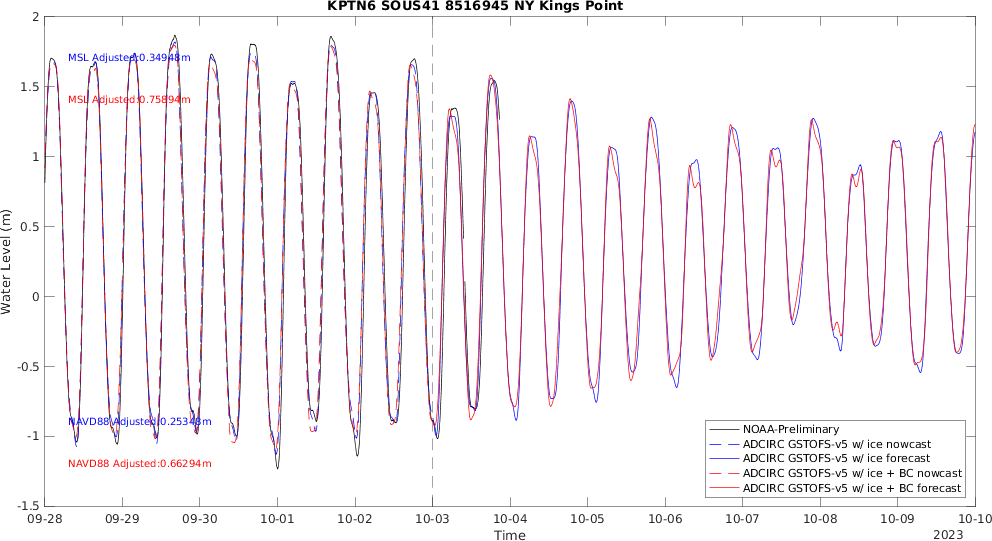 KPTN6 SOUS41 8516945 NY Kings Point
2
1.5
1
0.5
0
-0.5
-1
-1.5
Water Level (m)
MSL Adjusted:0.34948m
MSL Adjusted:0.75894m
NAVD88 Adjusted:0.25343m
NAVD88 Adjusted:0.66294m
NOAA-Preliminary
ADCIRC GSTOFS-v5 w/ ice nowcast
ADCIRC GSTOFS-v5 w/ ice forecast
ADCIRC GSTOFS-v5 w/ ice + BC nowcast
ADCIRC GSTOFS-v5 w/ ice + BC forecast
09-28 09-29 09-30 10-01 10-02 10-03 10-04 10-05 10-06 10-07 10-08 10-09 10-10
Time
2023